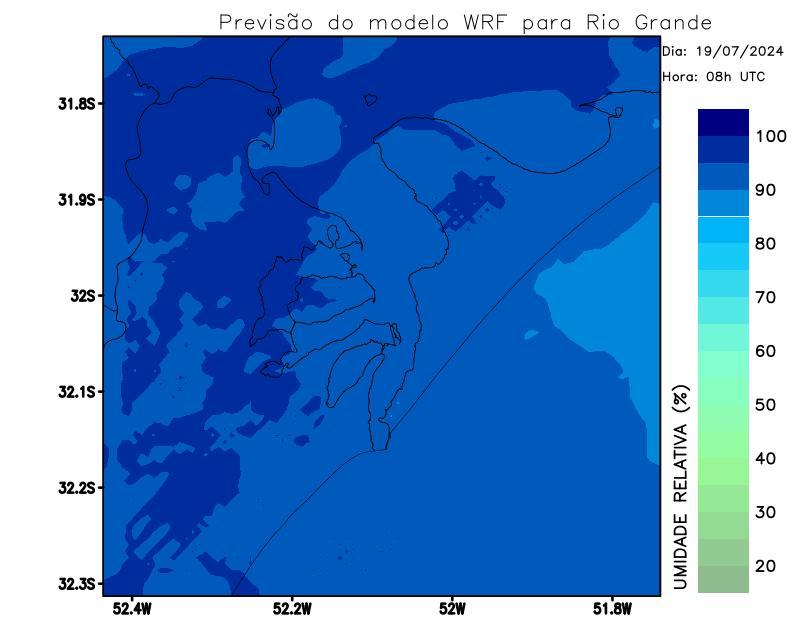 Previsão do modelo WRF para Rio Grande
Dia: 19/07/2024
Hora: 08h UTC
31.8S
31.9S
32S
32.1S
32.2S
32.3S
52.4W
52.2W
52W
51.8W
100
90
80
70
60
50
40
30
20
UMIDADE RELATIVA (%)